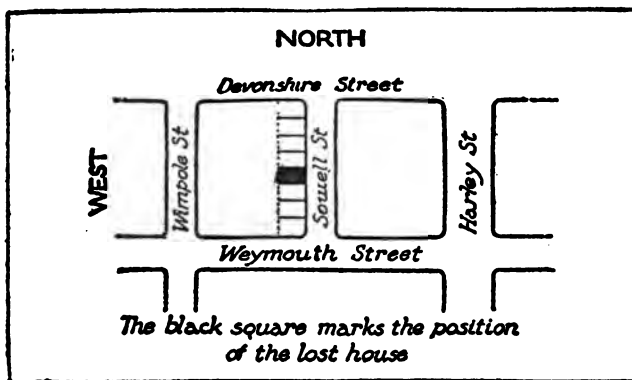 NORTH
Devonshire Street
WEST
Wimpole St
Sowell St
Harley St
Weymouth Street
The black square marks the position
of the lost house